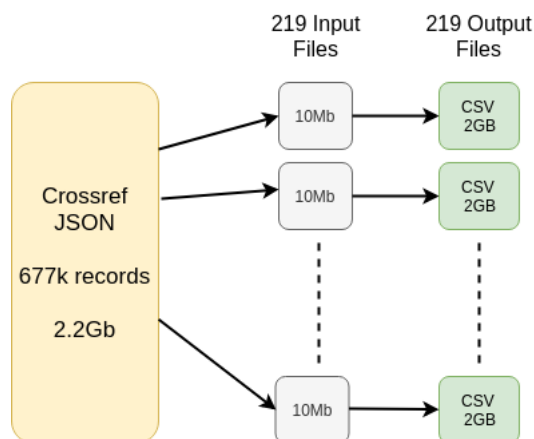 219 Input
Files
219 Output
Files
Crossref
JSON
677k records
2.2Gb
10Mb
CSV
2GB
10Mb
CSV
2GB
10Mb
CSV
2GB